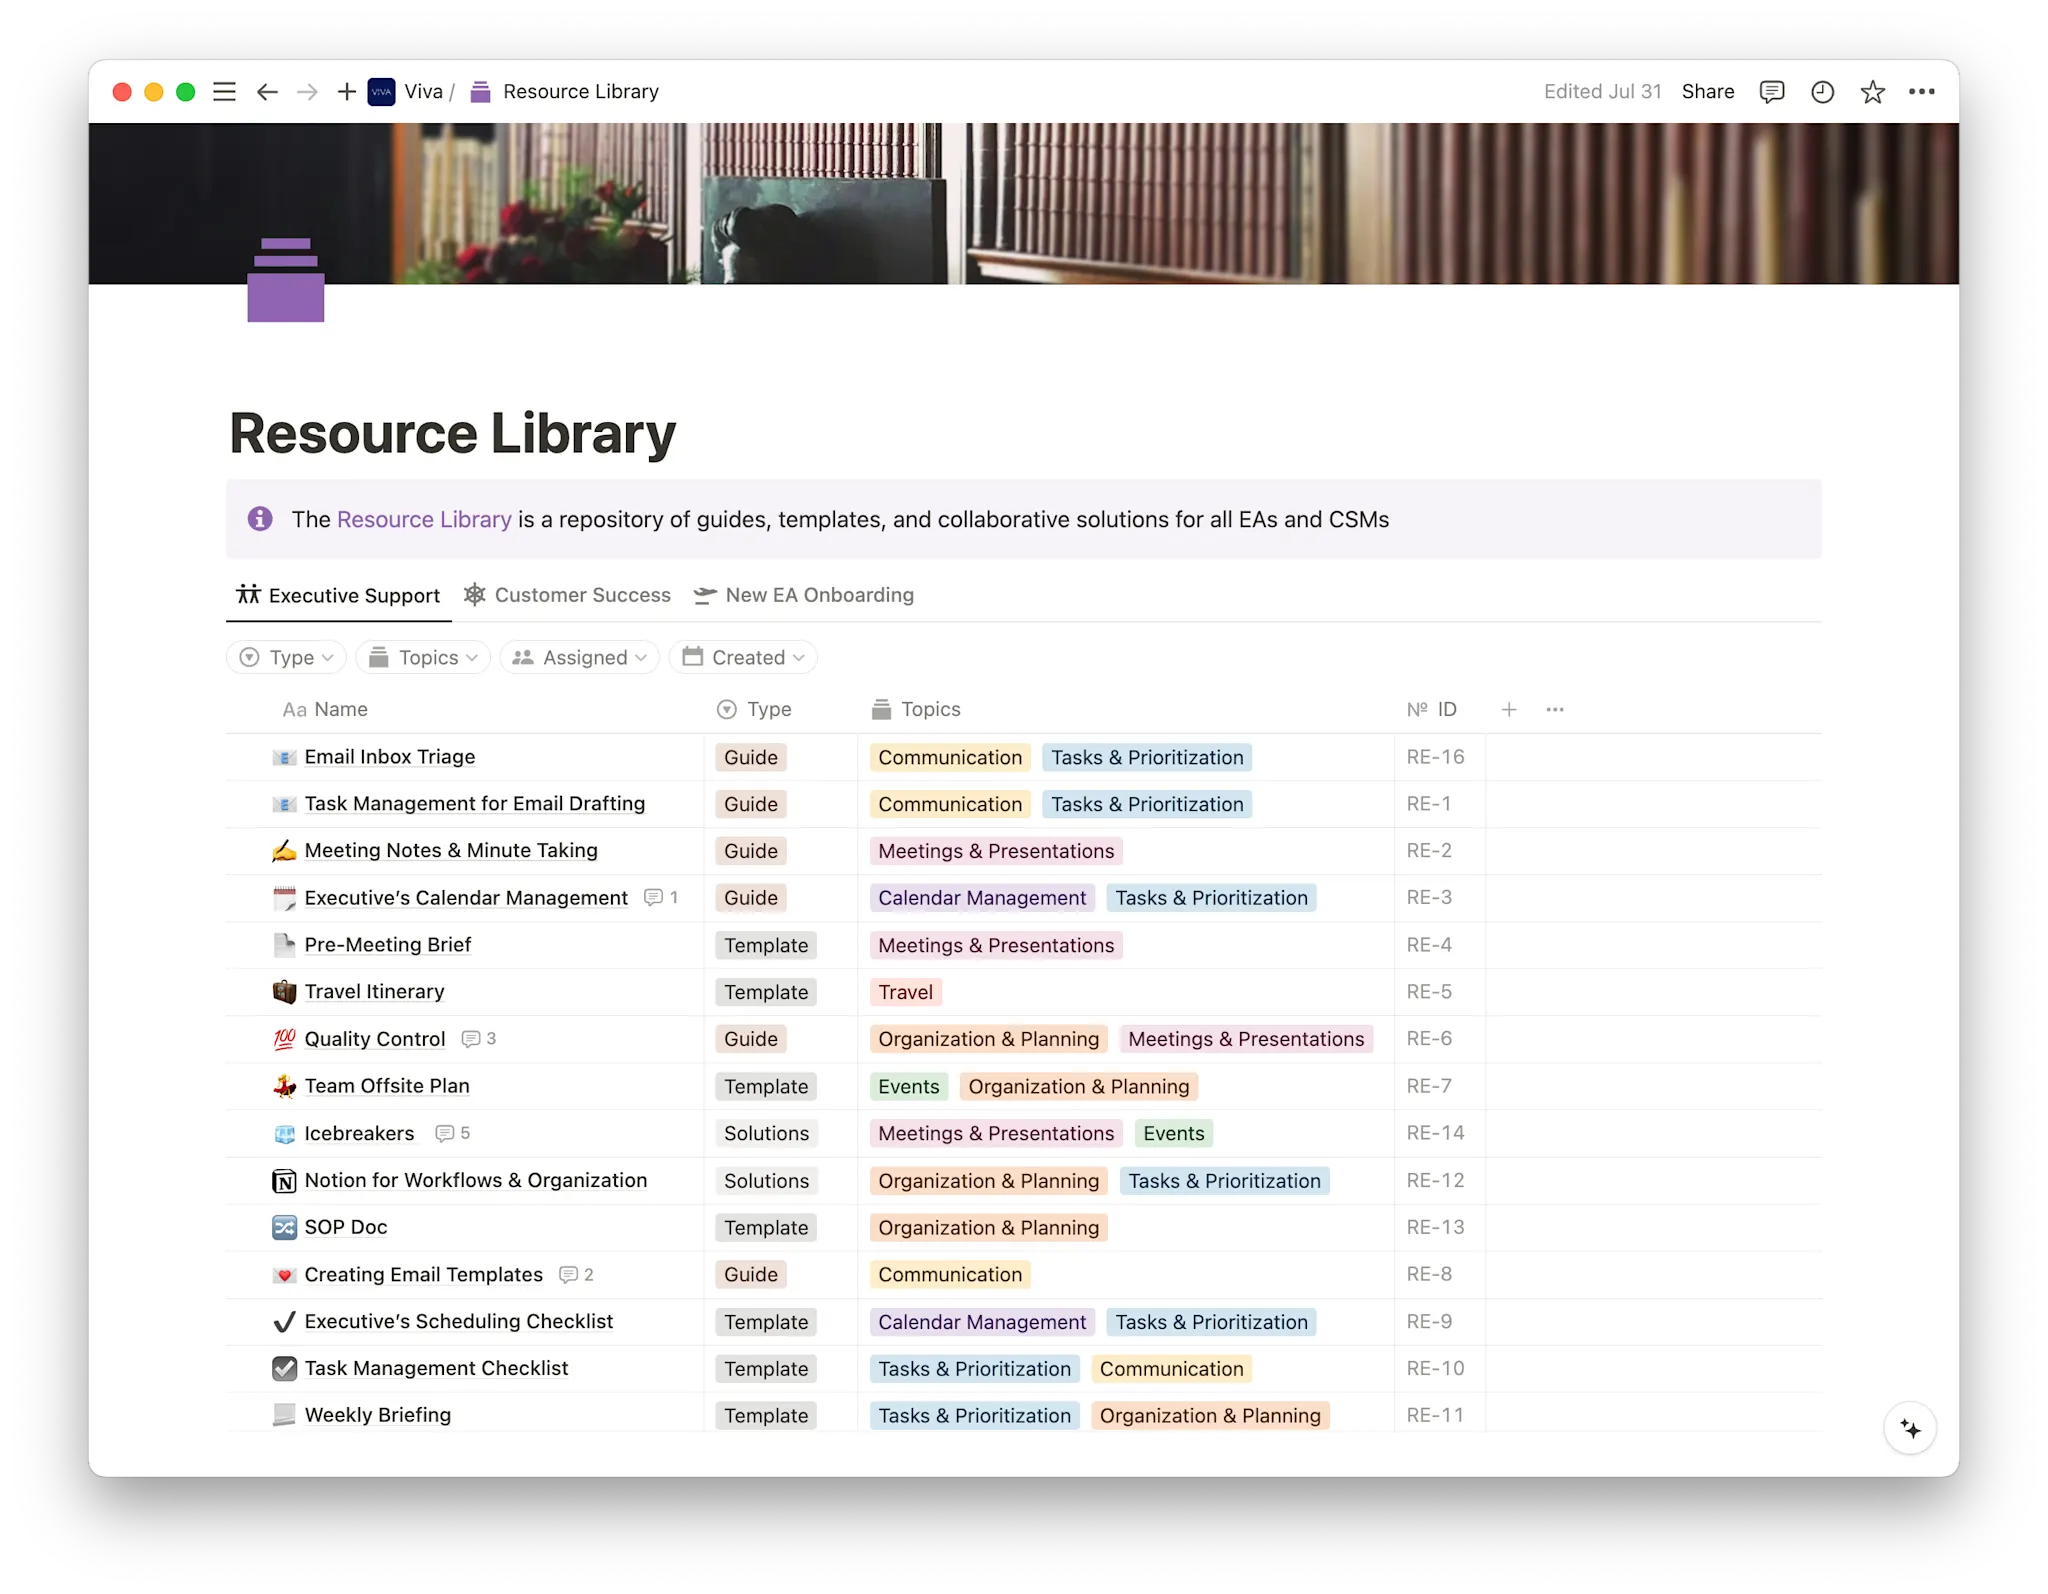 VIVA Viva / Resource Library Edited Jul 31 Share
Resource Library
The Resource Library is a repository of guides, templates, and collaborative solutions for all EAs and CSMs
Executive Support Customer Success New EA Onboarding
Type Topics Assigned Created
Aa Name Type Topics № ID
Email Inbox Triage Guide Communication Tasks & Prioritization RE-16
Task Management for Email Drafting Guide Communication Tasks & Prioritization RE-1
Meeting Notes & Minute Taking Guide Meetings & Presentations RE-2
Executive’s Calendar Management 1 Guide Calendar Management Tasks & Prioritization RE-3
Pre-Meeting Brief Template Meetings & Presentations RE-4
Travel Itinerary Template Travel RE-5
100 Quality Control 3 Guide Organization & Planning Meetings & Presentations RE-6
Team Offsite Plan Template Events Organization & Planning RE-7
Icebreakers 5 Solutions Meetings & Presentations Events RE-14
N Notion for Workflows & Organization Solutions Organization & Planning Tasks & Prioritization RE-12
SOP Doc Template Organization & Planning RE-13
Creating Email Templates 2 Guide Communication RE-8
Executive’s Scheduling Checklist Template Calendar Management Tasks & Prioritization RE-9
Task Management Checklist Template Tasks & Prioritization Communication RE-10
Weekly Briefing Template Tasks & Prioritization Organization & Planning RE-11